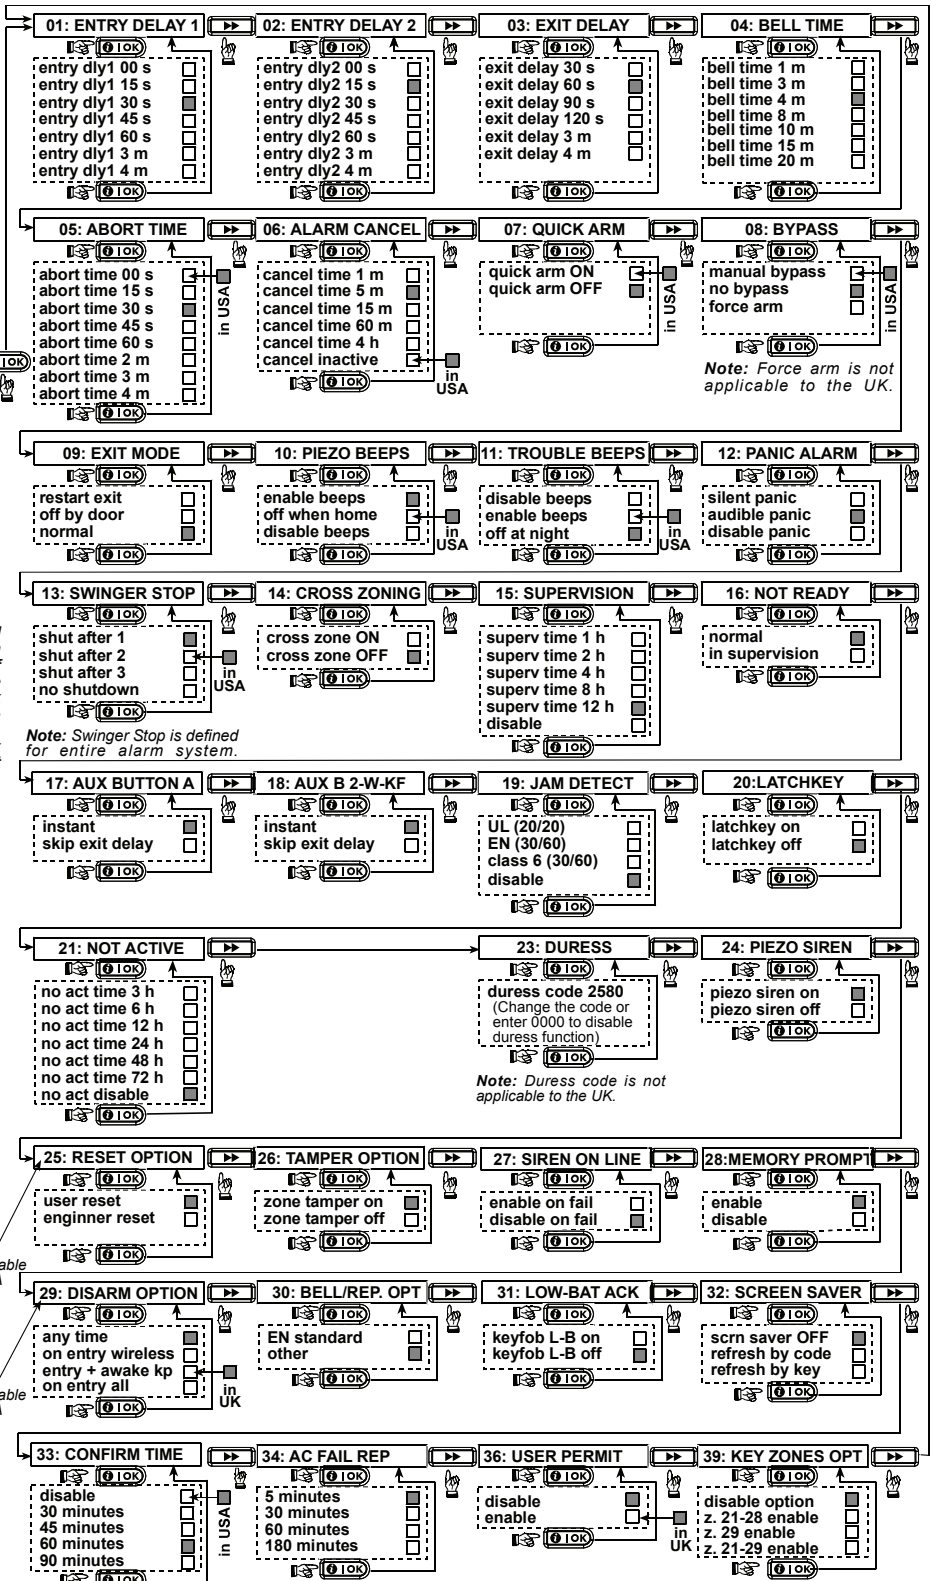 01: ENTRY DELAY 1
entry dly1 00 s
entry dly1 15 s
entry dly1 30 s
entry dly1 45 s
entry dly1 60 s
entry dly1 3 m
entry dly1 4 m
02: ENTRY DELAY 2
entry dly2 00 s
entry dly2 15 s
entry dly2 30 s
entry dly2 45 s
entry dly2 60 s
entry dly2 3 m
entry dly2 4 m
03: EXIT DELAY
exit delay 30 s
exit delay 60 s
exit delay 90 s
exit delay 120 s
exit delay 3 m
exit delay 4 m
04: BELL TIME
bell time 1 m
bell time 3 m
bell time 4 m
bell time 8 m
bell time 10 m
bell time 15 m
bell time 20 m
05: ABORT TIME
abort time 00 s
abort time 15 s
abort time 30 s
abort time 45 s
abort time 60 s
abort time 2 m
abort time 3 m
abort time 4 m
in USA
06: ALARM CANCEL
cancel time 1 m
cancel time 5 m
cancel time 15 m
cancel time 60 m
cancel time 4 h
cancel inactive
in
USA
07: QUICK ARM
quick arm ON
quick arm OFF
in USA
08: BYPASS
manual bypass
no bypass
force arm
in USA
Note: Force arm is not
applicable to the UK.
09: EXIT MODE
restart exit
off by door
normal
10: PIEZO BEEPS
enable beeps
off when home
disable beeps
in
USA
11: TROUBLE BEEPS
disable beeps
enable beeps
off at night
in
USA
12: PANIC ALARM
silent panic
audible panic
disable panic
13: SWINGER STOP
shut after 1
shut after 2
shut after 3
no shutdown
in
USA
Note: Swinger Stop is defined
for entire alarm system.
14: CROSS ZONING
cross zone ON
cross zone OFF
15: SUPERVISION
superv time 1 h
superv time 2 h
superv time 4 h
superv time 8 h
superv time 12 h
disable
16: NOT READY
normal
in supervision
17: AUX BUTTON A
instant
skip exit delay
18: AUX B 2-W-KF
instant
skip exit delay
19: JAM DETECT
UL (20/20)
EN (30/60)
class 6 (30/60)
disable
20:LATCHKEY
latchkey on
latchkey off
21: NOT ACTIVE
no act time 3 h
no act time 6 h
no act time 12 h
no act time 24 h
no act time 48 h
no act time 72 h
no act disable
23: DURESS
duress code 2580
(Change the code or
enter 0000 to disable
duress function)
Note: Duress code is not
applicable to the UK.
24: PIEZO SIREN
piezo siren on
piezo siren off
25: RESET OPTION
user reset
enginner reset
26: TAMPER OPTION
zone tamper on
zone tamper off
27: SIREN ON LINE
enable on fail
disable on fail
28:MEMORY PROMPT
enable
disable
29: DISARM OPTION
any time
on entry wireless
entry + awake kp
on entry all
in
UK
30: BELL/REP. OPT
EN standard
other
31: LOW-BAT ACK
keyfob L-B on
keyfob L-B off
32: SCREEN SAVER
scrn saver OFF
refresh by code
refresh by key
33: CONFIRM TIME
disable
30 minutes
45 minutes
60 minutes
90 minutes
in USA
34: AC FAIL REP
5 minutes
30 minutes
60 minutes
180 minutes
36: USER PERMIT
disable
enable
in
UK
39: KEY ZONES OPT
disable option
z. 21-28 enable
z. 29 enable
z. 21-29 enable